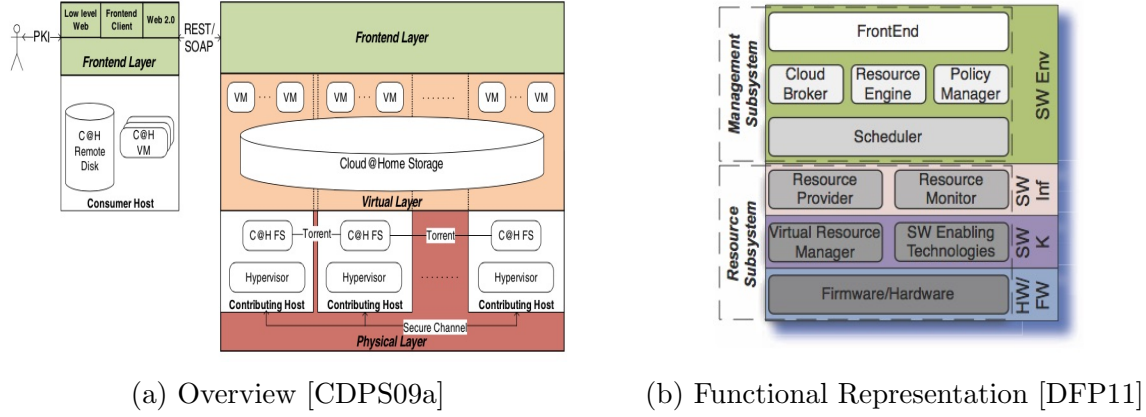 Low level
Web
Frontend
Client
Web 2.0
PKI
REST/
SOAP
Frontend Layer
C@H
Remote
Disk
C@H
VM
Consumer Host
Frontend Layer
VM ... VM VM ... VM ........ VM ... VM
Cloud@Home Storage
Virtual Layer
C@H FS Torrent C@H FS Torrent C@H FS
Hypervisor Hypervisor ........ Hypervisor
Contributing Host Contributing Host Contributing Host
Secure Channel
Physical Layer
(a) Overview [CDPS09a]
Management
Subsystem
FrontEnd
Cloud
Broker
Resource
Engine
Policy
Manager
Scheduler
SW Env
Resource
Subsystem
Resource
Provider
Resource
Monitor
SW
Inf
Virtual Resource
Manager
SW Enabling
Technologies
SW
K
Firmware/Hardware
HW/
FW
(b) Functional Representation [DFP11]